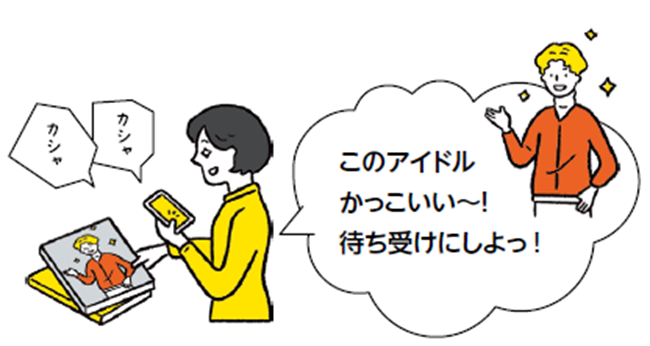 カシャ
カシャ
このアイドル
かっこいい～!
待ち受けにしよっ！